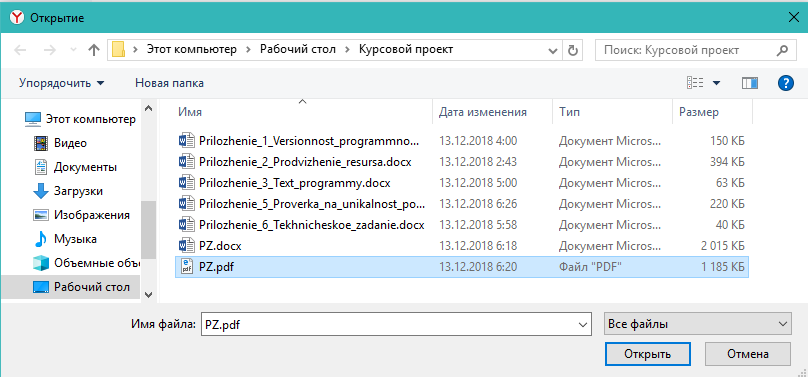 Открытие
Этот компьютер Рабочий стол Курсовой проект
Поиск: Курсовой проект
Упорядочить Новая папка
Этот компьютер
Видео
Документы
Загрузки
Изображения
Музыка
Объемные объ
Рабочий стол
Имя Дата изменения Тип Размер
Prilozhenie_1_Versionnost_programmno... 13.12.2018 4:00 Документ Micros... 150 КБ
Prilozhenie_2_Prodvizhenie_resursa.docx 13.12.2018 2:43 Документ Micros... 394 КБ
Prilozhenie_3_Text_programmy.docx 13.12.2018 5:00 Документ Micros... 63 КБ
Prilozhenie_5_Proverka_na_unikalnost_po... 13.12.2018 6:26 Документ Micros... 220 КБ
Prilozhenie_6_Tekhnicheskoe_zadanie.docx 13.12.2018 5:58 Документ Micros... 40 КБ
PZ.docx 13.12.2018 6:18 Документ Micros... 2 015 КБ
PZ.pdf 13.12.2018 6:20 Файл "PDF" 1 185 КБ
Имя файла: PZ.pdf Все файлы
Открыть Отмена